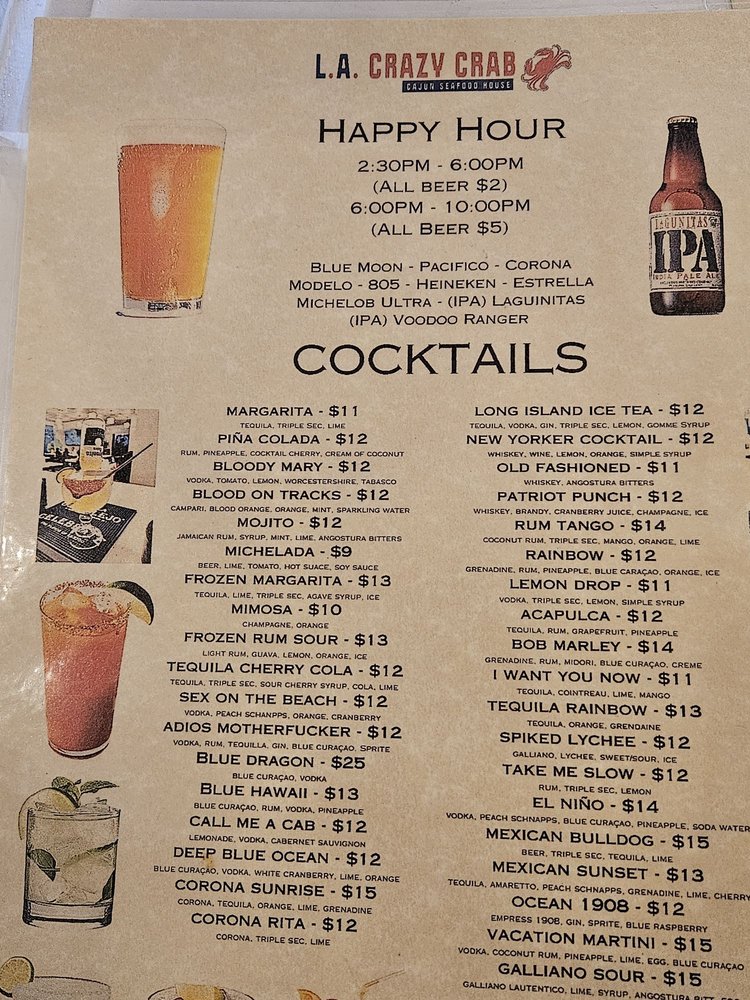 L.A. CRAZY CRAB
CAJUN SEAFOOD HOUSE
HAPPY HOUR
2:30PM - 6:00PM
(ALL BEER $2)
6:00PM - 10:00PM
(ALL BEER $5)
BLUE MOON - PACIFICO - CORONA
MODELO - 805 - HEINEKEN - ESTRELLA
MICHELOB ULTRA - (IPA) LAGUINITAS
(IPA) VOODOO RANGER
LAGUNITAS
IPA
INDIA PALE ALE
COCKTAILS
MARGARITA - $11
TEQUILA, TRIPLE SEC, LIME
PIÑA COLADA - $12
RUM, PINEAPPLE, COCKTAIL CHERRY, CREAM OF COCONUT
BLOODY MARY - $12
VODKA, TOMATO, LEMON, WORCESTERSHIRE, TABASCO
BLOOD ON TRACKS - $12
CAMPARI, BLOOD ORANGE, ORANGE, MINT, SPARKLING WATER
MOJITO - $12
JAMAICAN RUM, SYRUP, MINT, LIME, ANGOSTURA BITTERS
MICHELADA - $9
BEER, LIME, TOMATO, HOT SUACE, SOY SAUCE
FROZEN MARGARITA - $13
TEQUILA, LIME, TRIPLE SEC, AGAVE SYRUP, ICE
MIMOSA - $10
CHAMPAGNE, ORANGE
FROZEN RUM SOUR - $13
LIGHT RUM, GUAVA, LEMON, ORANGE, ICE
TEQUILA CHERRY COLA - $12
TEQUILA, TRIPLE SEC, SOUR CHERRY SYRUP, COLA, LIME
SEX ON THE BEACH - $12
VODKA, PEACH SCHANPPS, ORANGE, CRANBERRY
ADIOS MOTHERFUCKER - $12
VODKA, RUM, TEQUILLA, GIN, BLUE CURAÇAO, SPRITE
BLUE DRAGON - $25
BLUE CURAÇAO, VODKA
BLUE HAWAII - $13
BLUE CURAÇAO, RUM, VODKA, PINEAPPLE
CALL ME A CAB - $12
LEMONADE, VODKA, CABERNET SAUVIGNON
DEEP BLUE OCEAN - $12
BLUE CURAÇAO, VODKA, WHITE CRANBERRY, LIME, ORANGE
CORONA SUNRISE - $15
CORONA, TEQUILA, ORANGE, LIME, GRENADINE
CORONA RITA - $12
CORONA, TRIPLE SEC, LIME
LONG ISLAND ICE TEA - $12
TEQUILA, VODKA, GIN, TRIPLE SEC, LEMON, GOMME SYRUP
NEW YORKER COCKTAIL - $12
WHISKEY, WINE, LEMON, ORANGE, SIMPLE SYRUP
OLD FASHIONED - $11
WHISKEY, ANGOSTURA BITTERS
PATRIOT PUNCH - $12
WHISKEY, BRANDY, CRANBERRY JUICE, CHAMPAGNE, ICE
RUM TANGO - $14
COCONUT RUM, TRIPLE SEC, MANGO, ORANGE, LIME
RAINBOW - $12
GRENADINE, RUM, PINEAPPLE, BLUE CARAÇAO, ORANGE, ICE
LEMON DROP - $11
VODKA, TRIPLE SEC, LEMON, SIMPLE SYRUP
ACAPULCA - $12
TEQUILA, RUM, GRAPEFRUIT, PINEAPPLE
BOB MARLEY - $14
GRENADINE, RUM, MIDORI, BLUE CURAÇAO, CREME
I WANT YOU NOW - $11
TEQUILA, COINTREAU, LIME, MANGO
TEQUILA RAINBOW - $13
TEQUILA, ORANGE, GRENDAINE
SPIKED LYCHEE - $12
GALLIANO, LYCHEE, SWEET/SOUR, ICE
TAKE ME SLOW - $12
RUM, TRIPLE SEC, LEMON
EL NIÑO - $14
VODKA, PEACH SCHNAPPS, BLUE CURAÇAO, PINEAPPLE, SODA WATER
MEXICAN BULLDOG - $15
BEER, TRIPLE SEC, TEQUILA, LIME
MEXICAN SUNSET - $13
TEQUILA, AMARETTO, PEACH SCHNAPPS, GRENADINE, LIME, CHERRY
OCEAN 1908 - $12
EMPRESS 1908, GIN, SPRITE, BLUE RASPBERRY
VACATION MARTINI - $15
VODKA, COCONUT RUM, PINEAPPLE, LIME, EGG, BLUE CURAÇAO
GALLIANO SOUR - $15
GALLIANO LAUTENTICO, LIME, SYRUP, ANGOSTURA